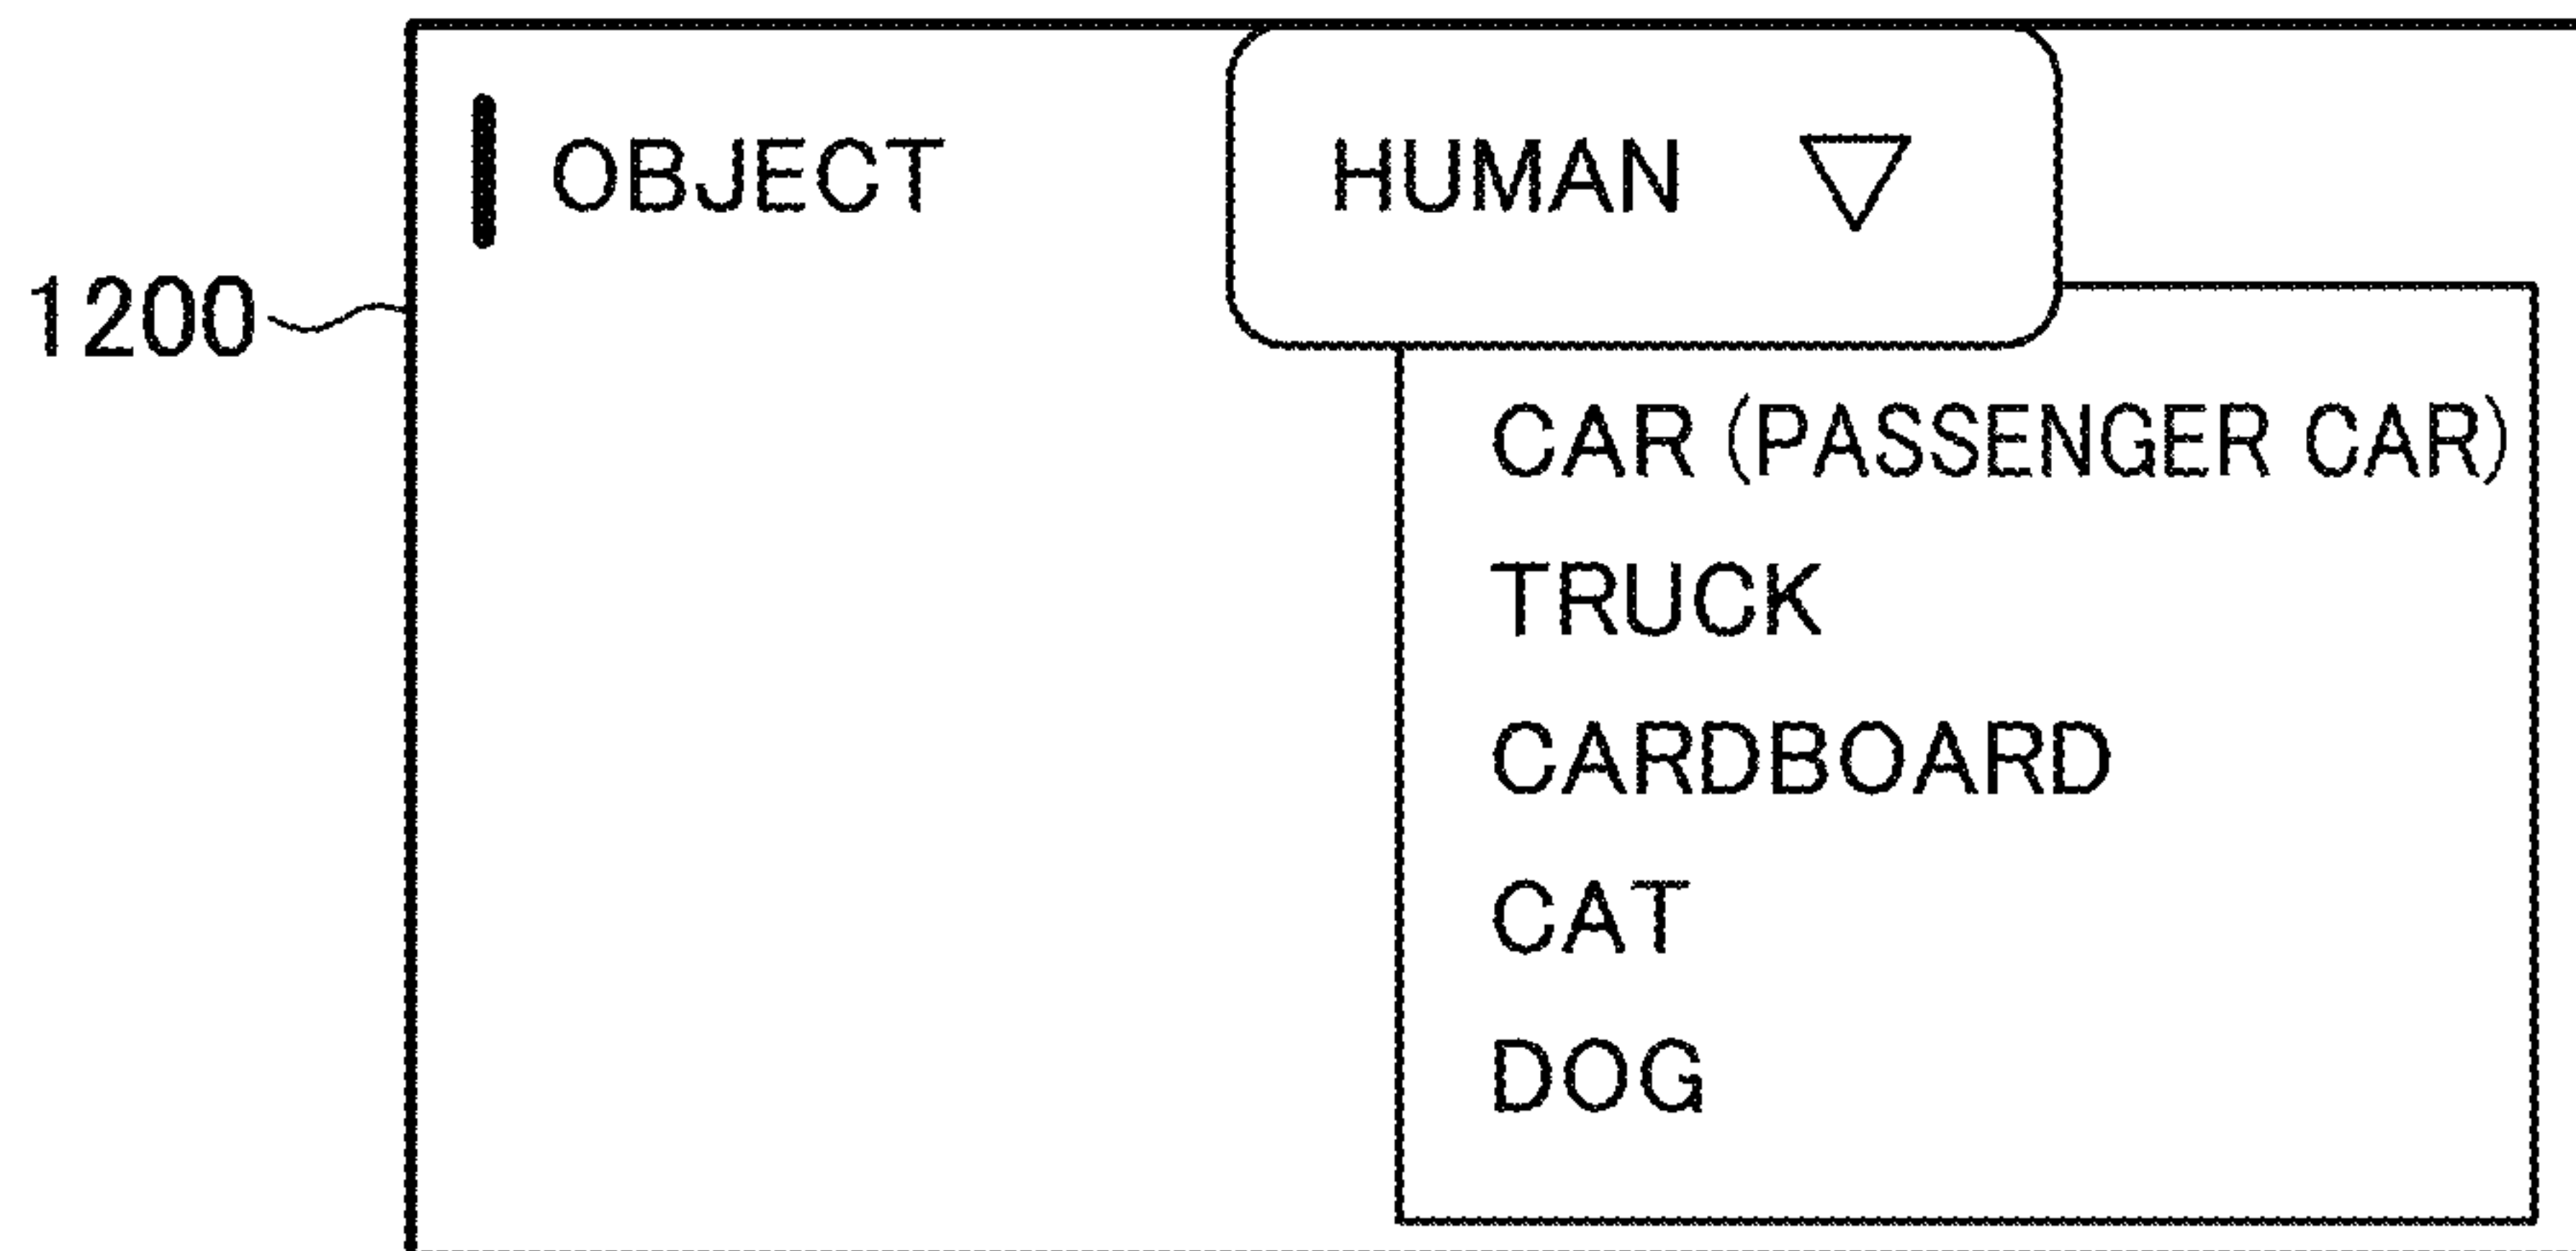 OBJECT HUMAN ▽
1200
CAR (PASSENGER CAR)
TRUCK
CARDBOARD
CAT
DOG